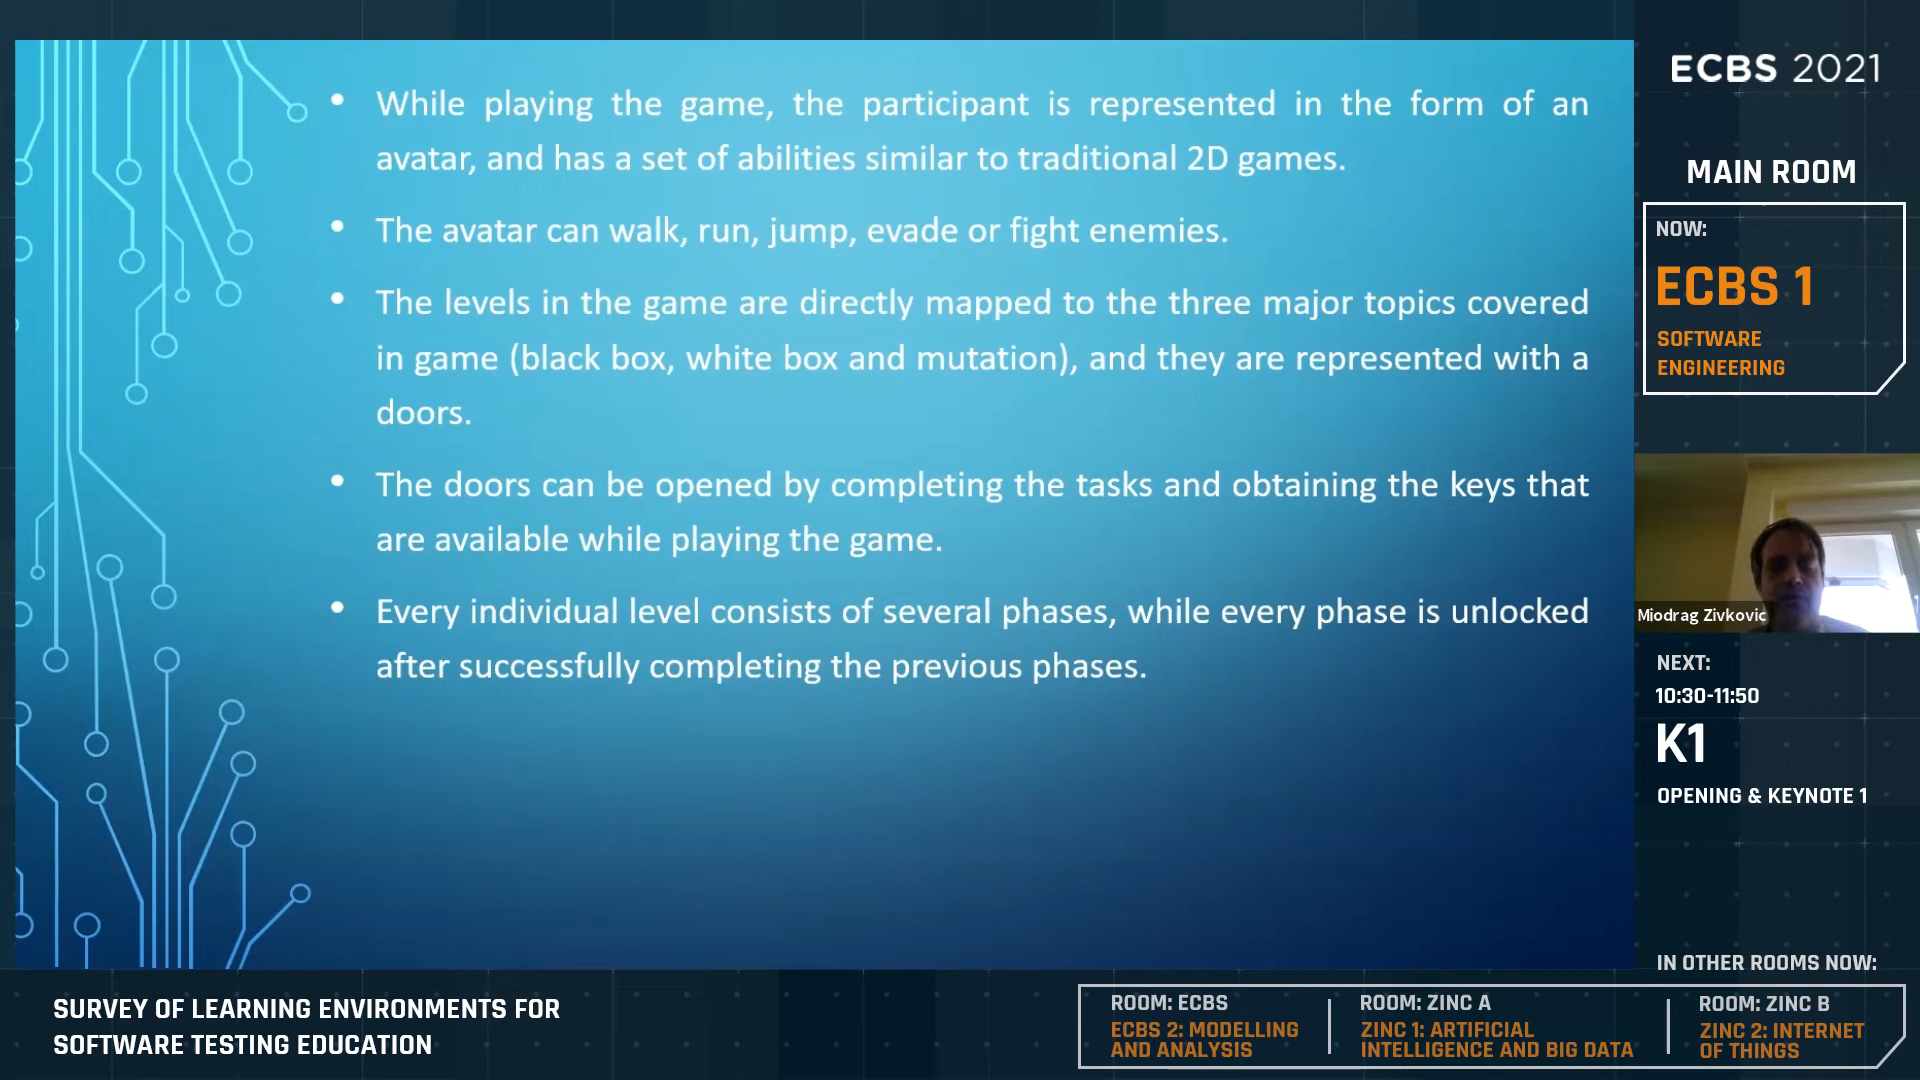 • While playing the game, the participant is represented in the form of an
avatar, and has a set of abilities similar to traditional 2D games.
• The avatar can walk, run, jump, evade or fight enemies.
• The levels in the game are directly mapped to the three major topics covered
in game (black box, white box and mutation), and they are represented with a
doors.
• The doors can be opened by completing the tasks and obtaining the keys that
are available while playing the game.
• Every individual level consists of several phases, while every phase is unlocked
after successfully completing the previous phases.
ECBS 2021
MAIN ROOM
NOW:
ECBS 1
SOFTWARE
ENGINEERING
Miodrag Zivkovic
NEXT:
10:30-11:50
K1
OPENING & KEYNOTE 1
IN OTHER ROOMS NOW:
SURVEY OF LEARNING ENVIRONMENTS FOR
SOFTWARE TESTING EDUCATION
ROOM: ECBS
ECBS 2: MODELLING
AND ANALYSIS
ROOM: ZINC A
ZINC 1: ARTIFICIAL
INTELLIGENCE AND BIG DATA
ROOM: ZINC B
ZINC 2: INTERNET
OF THINGS